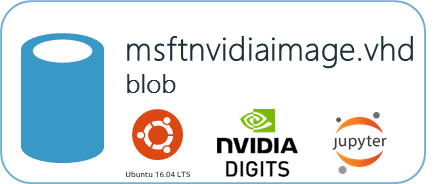 msftnvidiaimage.vhd
blob
Ubuntu 16.04 LTS
NVIDIA
DIGITS
jupyter